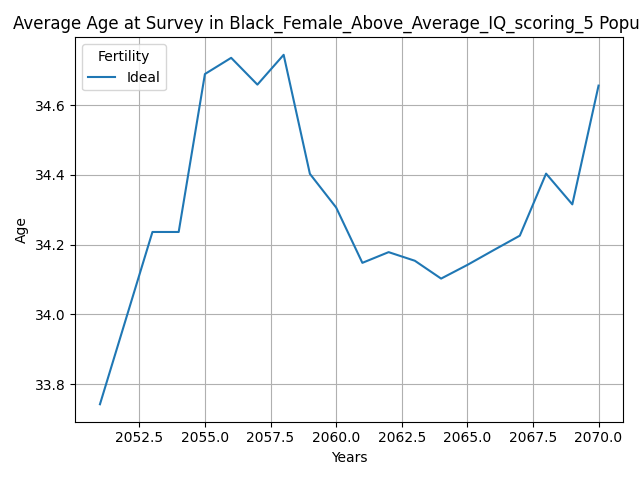 Average Age at Survey in Black_Female_Above_Average_IQ_scoring_5 Popu
Fertility
Ideal
34.6
34.4
34.2
34.0
33.8
Age
2052.5 2055.0 2057.5 2060.0 2062.5 2065.0 2067.5 2070.0
Years